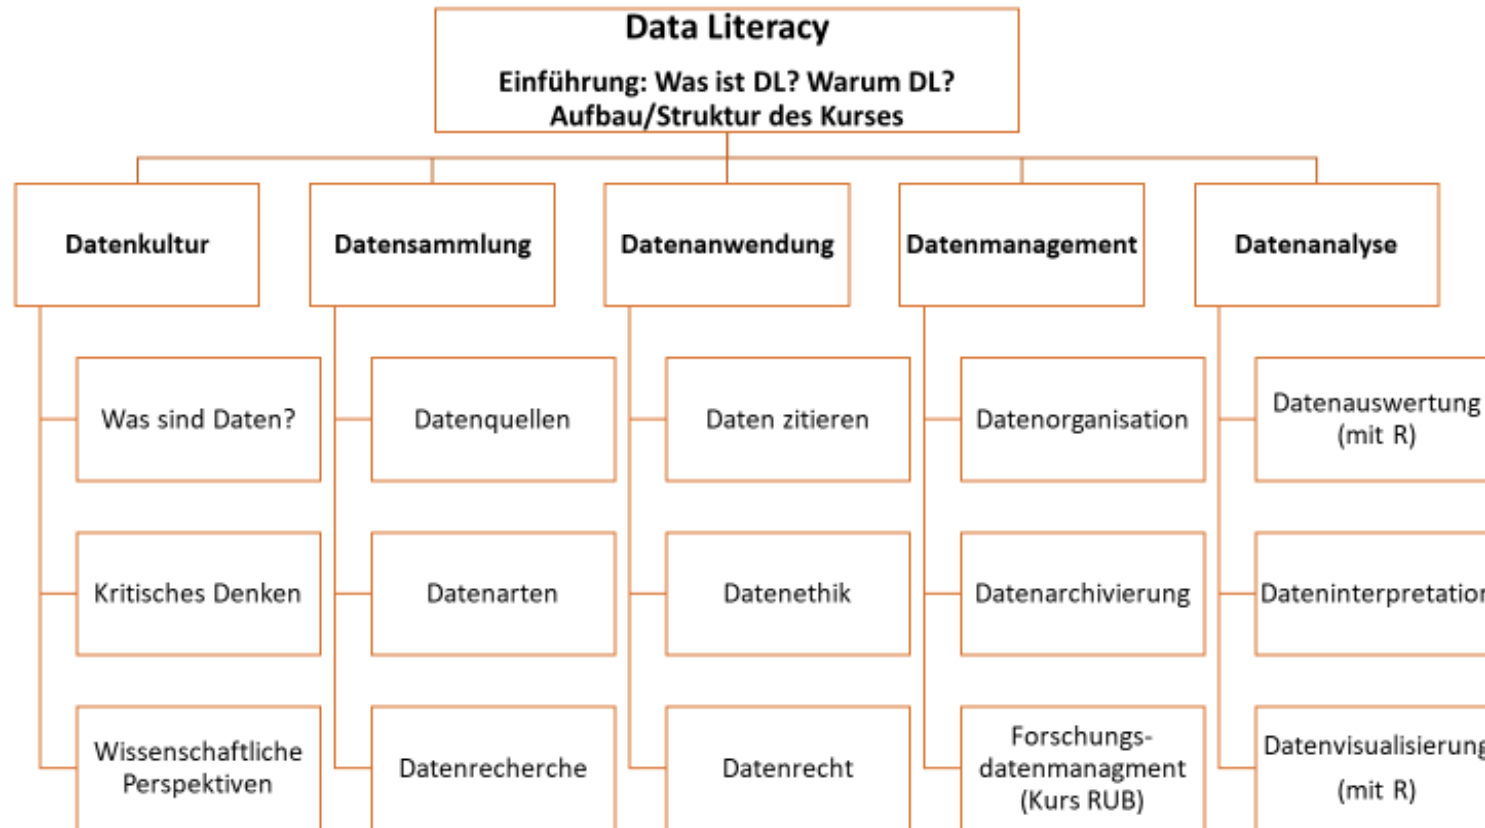 Data Literacy
Einführung: Was ist DL? Warum DL?
Aufbau/Struktur des Kurses
Datenkultur
Datensammlung
Datenanwendung
Datenmanagement
Datenanalyse
Was sind Daten?
Datenquellen
Daten zitieren
Datenorganisation
Datenauswertung
(mit R)
Kritisches Denken
Datenarten
Datenethik
Datenarchivierung
Dateninterpretation
Wissenschaftliche
Perspektiven
Datenrecherche
Datenrecht
Forschungs-
datenmanagment
(Kurs RUB)
Datenvisualisierung
(mit R)